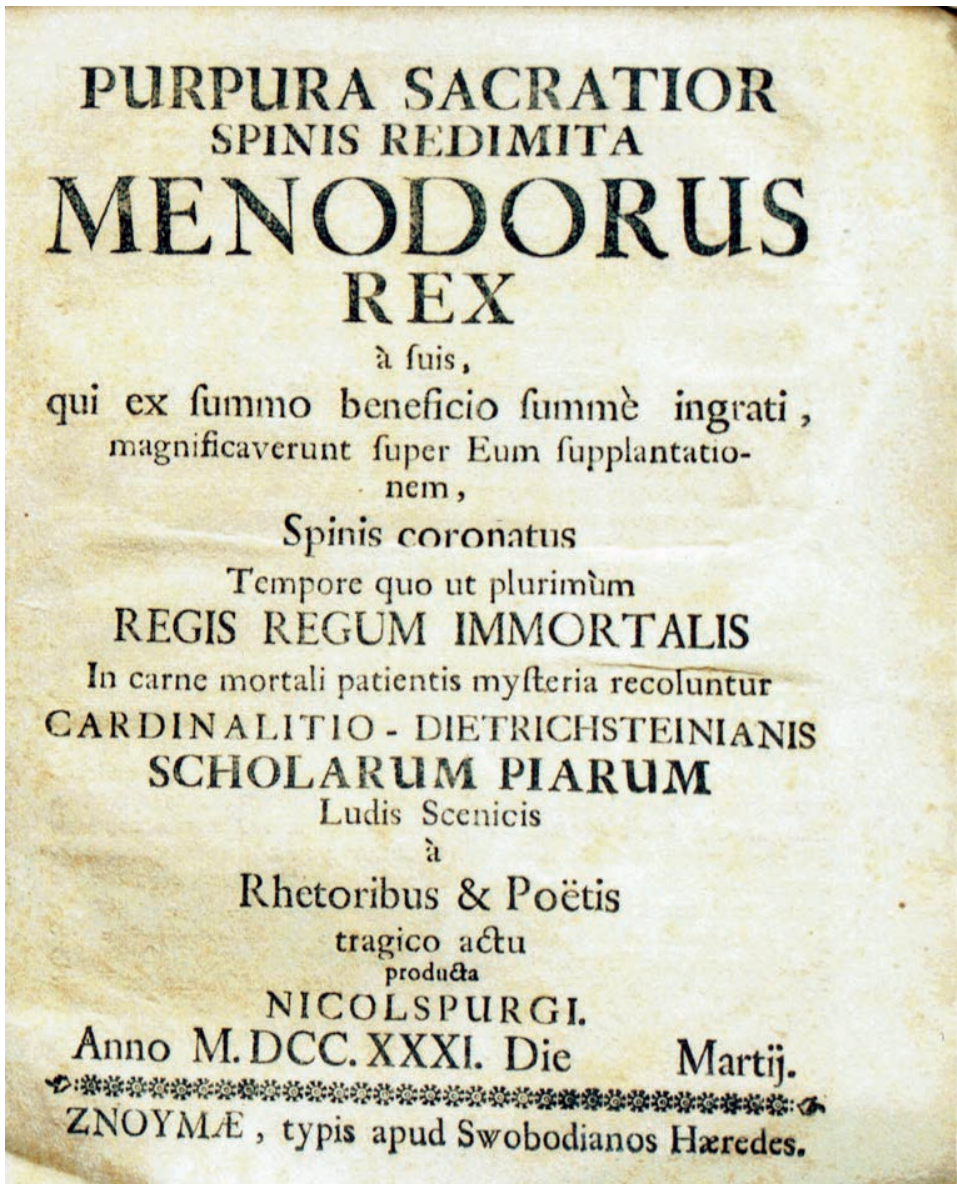 PURPURA SACRATIOR
SPINIS REDIMITA
MENODORUS
REX
à ſuis,
qui ex ſummo beneficio ſummè ingrati,
magnificaverunt ſuper Eum ſupplantatio-
nem,
Spinis coronatus
Tempore quo ut plurimùm
REGIS REGUM IMMORTALIS
In carne mortali patientis myſteria recoluntur
CARDINALITIO - DIETRICHSTEINIANIS
SCHOLARUM PIARUM
Ludis Scenicis
à
Rhetoribus & Poëtis
tragico actu
producta
NICOLSPURGI.
Anno M. DCC. XXXI. Die Martij.
ZNOYMÆ, typis apud Swobodianos Hæredes.